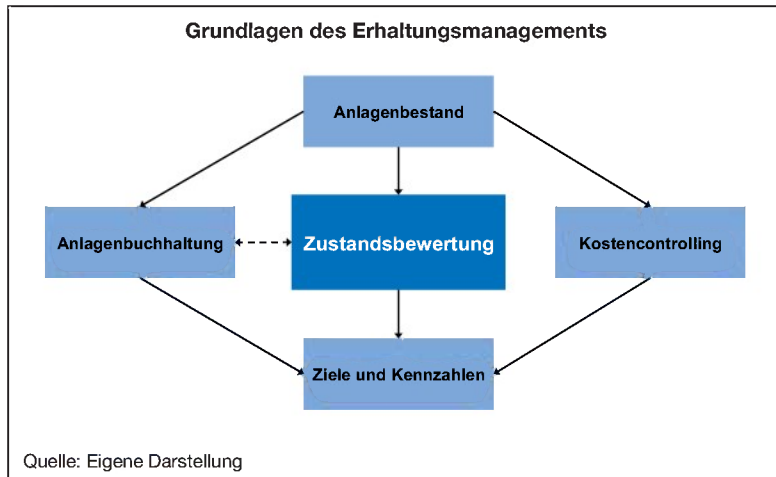 Grundlagen des Erhaltungsmanagements
Anlagenbestand
Anlagenbuchhaltung
Zustandsbewertung
Kostencontrolling
Ziele und Kennzahlen
Quelle: Eigene Darstellung